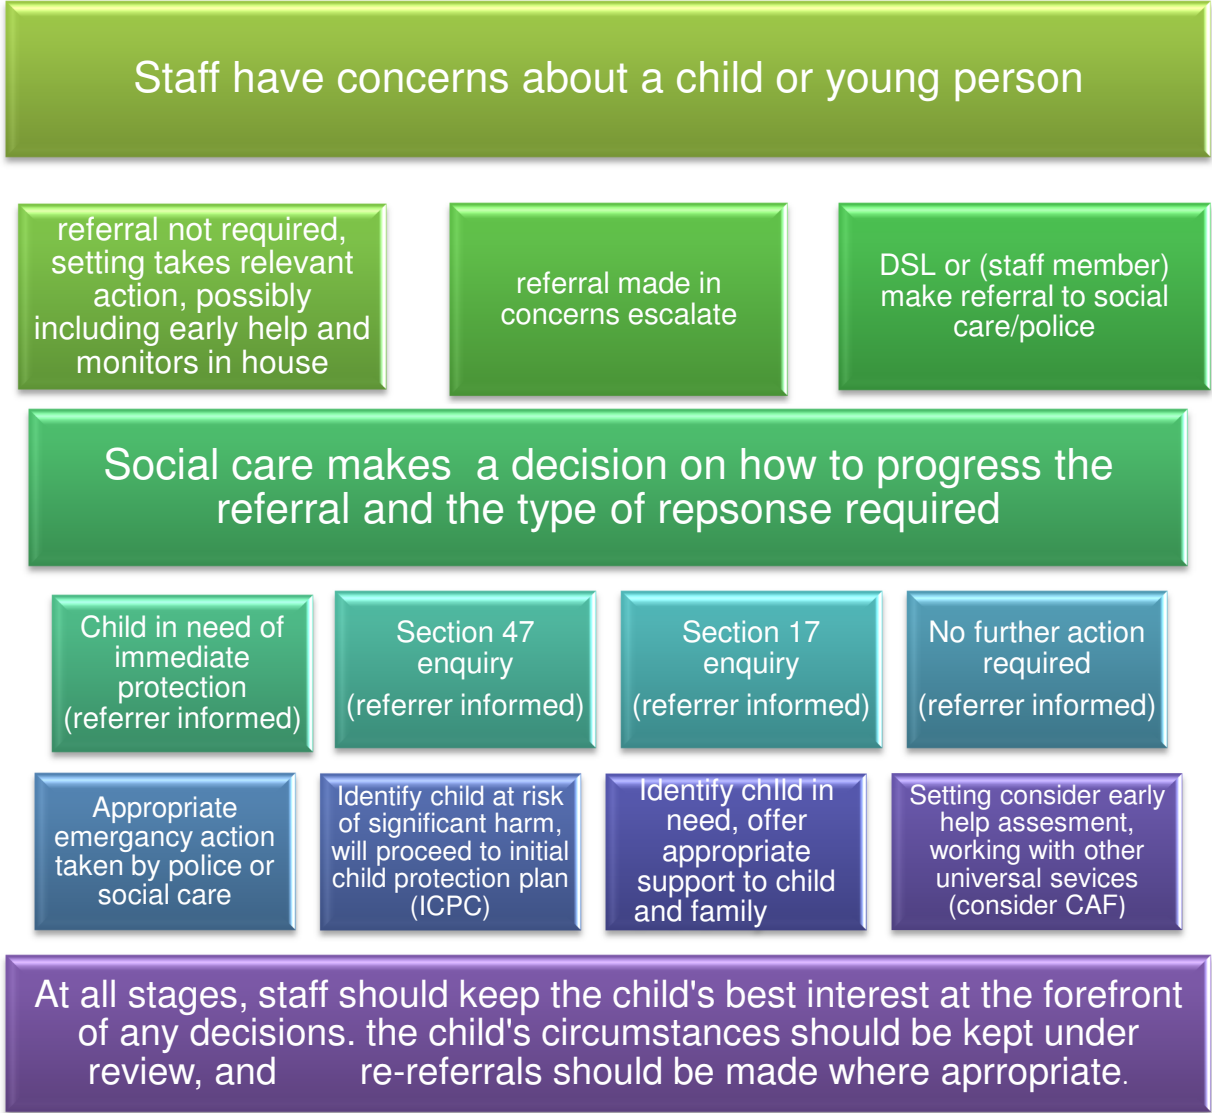 Staff have concerns about a child or young person
referral not required,
setting takes relevant
action, possibly
including early help and
monitors in house
referral made in
concerns escalate
DSL or (staff member)
make referral to social
care/police
Social care makes  a decision on how to progress the
referral and the type of repsonse required
Child in need of
immediate
protection
(referrer informed)
Section 47
enquiry
(referrer informed)
Section 17
enquiry
(referrer informed)
No further action
required
(referrer informed)
Appropriate
emergancy action
taken by police or
social care
Identify child at risk
of significant harm,
will proceed to initial
child protection plan
(ICPC)
Identify chIld in
need, offer
appropriate
support to child
and family
Setting consider early
help assesment,
working with other
universal sevices
(consider CAF)
At all stages, staff should keep the child's best interest at the forefront
of any decisions. the child's circumstances should be kept under
review, and        re-referrals should be made where aprropriate.